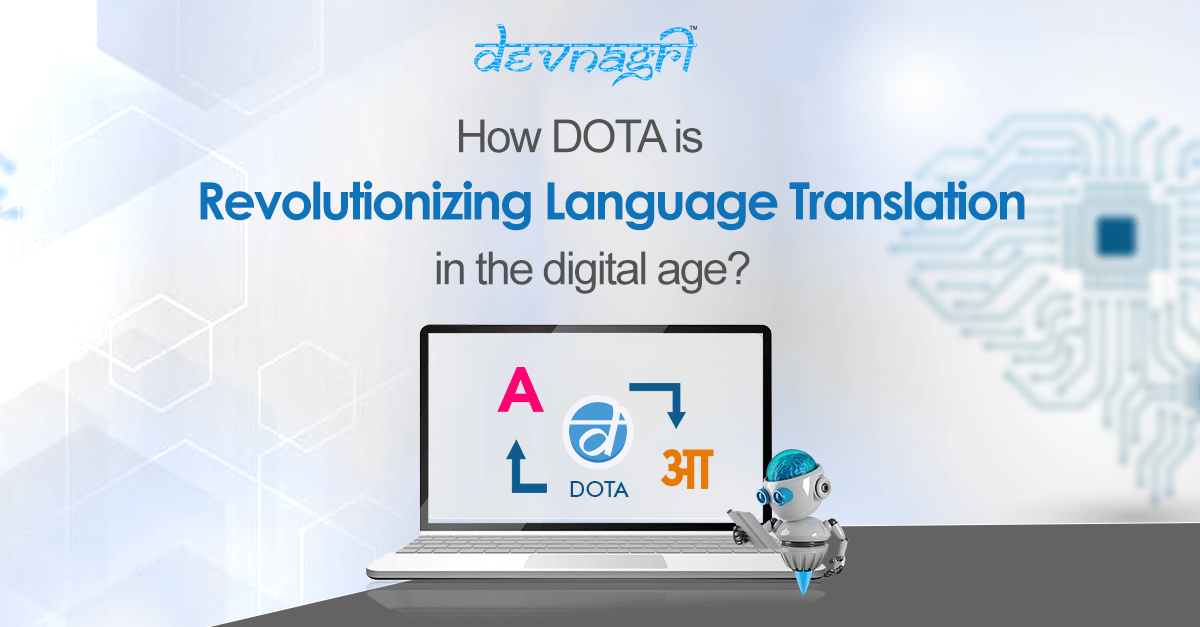 devnagri™
How DOTA is
Revolutionizing Language Translation
in the digital age?
A
आ
DOTA